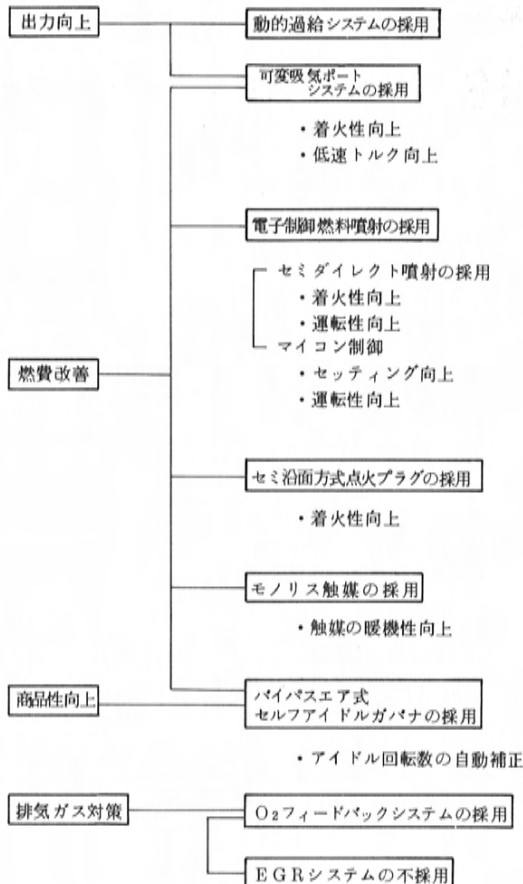 出力向上
動的過給システムの採用
可変吸気ポート
システムの採用
・着火性向上
・低速トルク向上
電子制御燃料噴射の採用
セミダイレクト噴射の採用
・着火性向上
・運転性向上
マイコン制御
・セッティング向上
・運転性向上
燃費改善
セミ沿面方式点火プラグの採用
・着火性向上
モノリス触媒の採用
・触媒の暖機性向上
商品性向上
バイパスエア式
セルフアイドルガバナの採用
・アイドル回転数の自動補正
排気ガス対策
O2フィードバックシステムの採用
EGRシステムの不採用